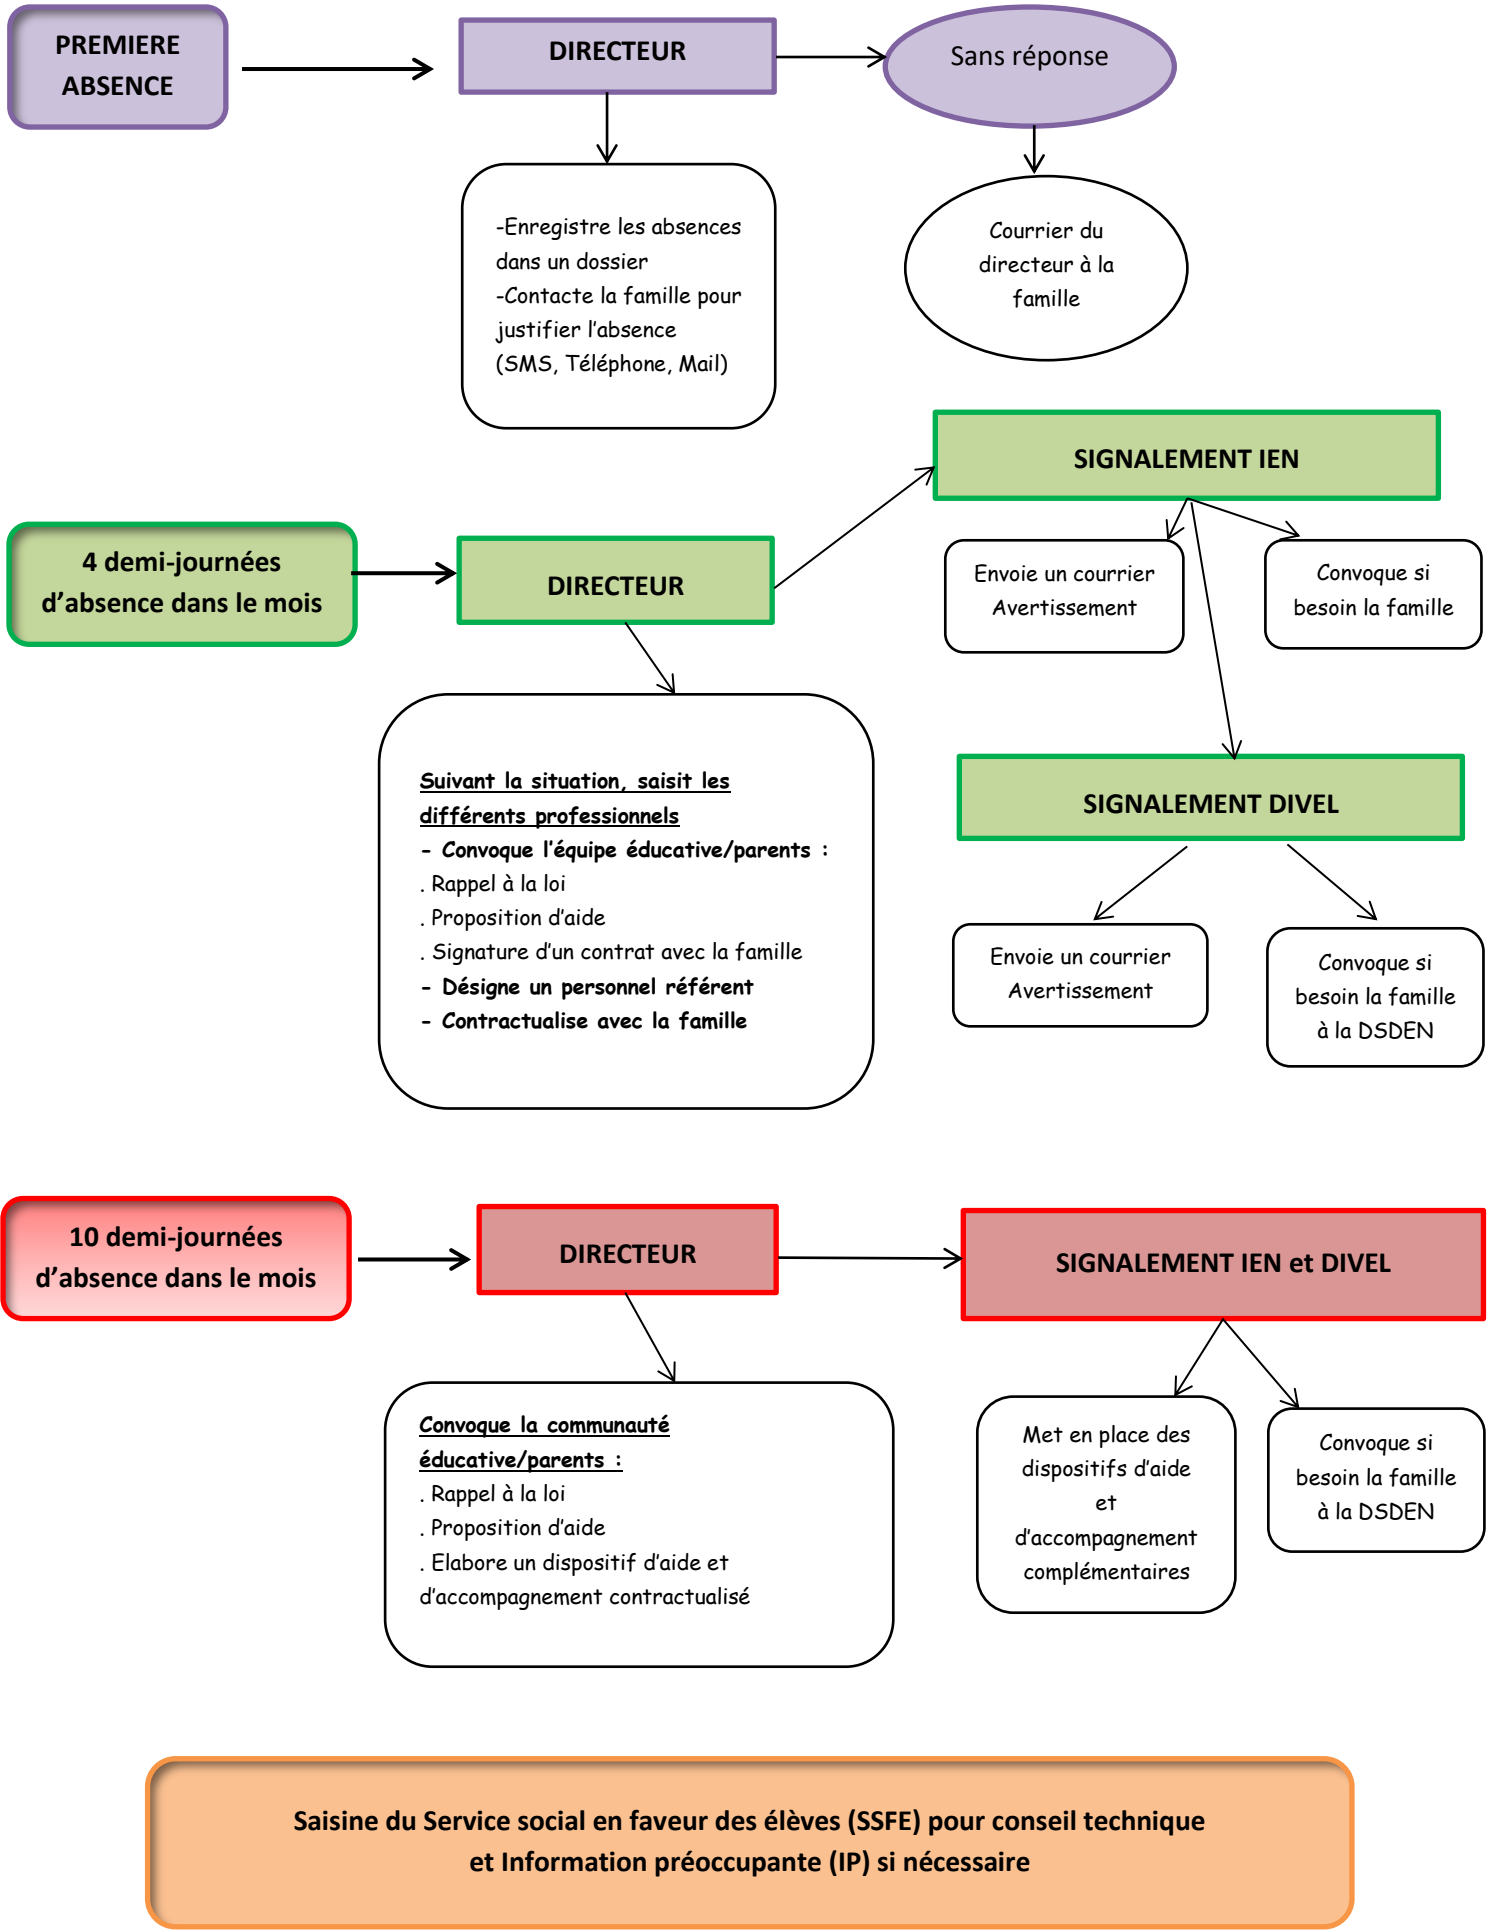 PREMIERE
ABSENCE
DIRECTEUR
Sans réponse
-Enregistre les absences
dans un dossier
-Contacte la famille pour
justifier l'absence
(SMS, Téléphone, Mail)
Courrier du
directeur à la
famille
4 demi-journées
d'absence dans le mois
DIRECTEUR
SIGNALEMENT IEN
Envoie un courrier
Avertissement
Convoque si
besoin la famille
Suivant la situation, saisit les
différents professionnels
- Convoque l'équipe éducative/parents :
. Rappel à la loi
. Proposition d'aide
. Signature d'un contrat avec la famille
- Désigne un personnel référent
- Contractualise avec la famille
SIGNALEMENT DIVEL
Envoie un courrier
Avertissement
Convoque si
besoin la famille
à la DSDEN
10 demi-journées
d'absence dans le mois
DIRECTEUR
SIGNALEMENT IEN et DIVEL
Convoque la communauté
éducative/parents :
. Rappel à la loi
. Proposition d'aide
. Elabore un dispositif d'aide et
d'accompagnement contractualisé
Met en place des
dispositifs d'aide
et
d'accompagnement
complémentaires
Convoque si
besoin la famille
à la DSDEN
Saisine du Service social en faveur des élèves (SSFE) pour conseil technique
et Information préoccupante (IP) si nécessaire